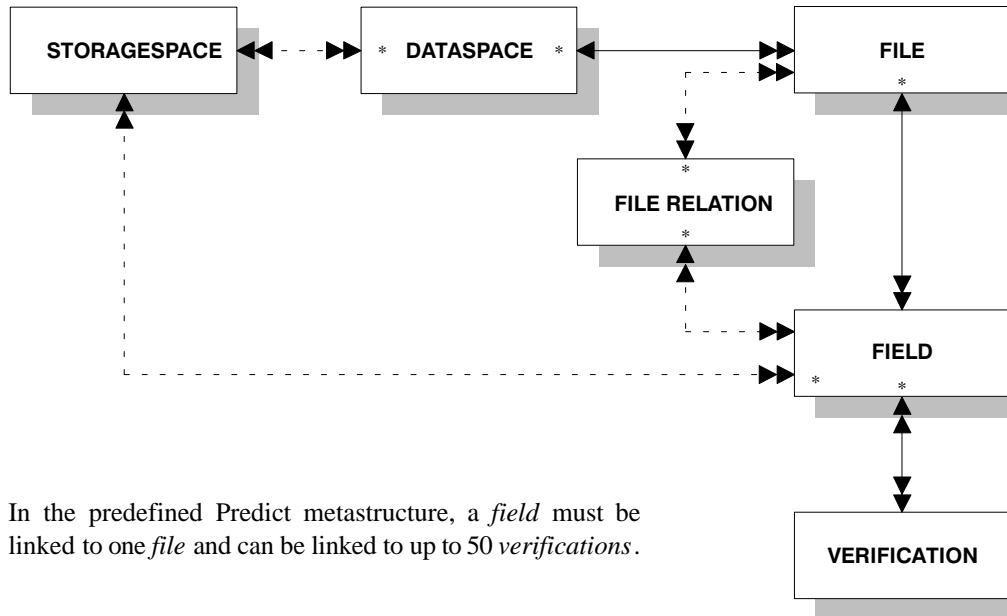 STORAGESPACE
* DATASPACE *
FILE
*
*
FILE RELATION
*
FIELD
* *
In the predefined Predict metastructure, a field must be
linked to one file and can be linked to up to 50 verifications.
VERIFICATION